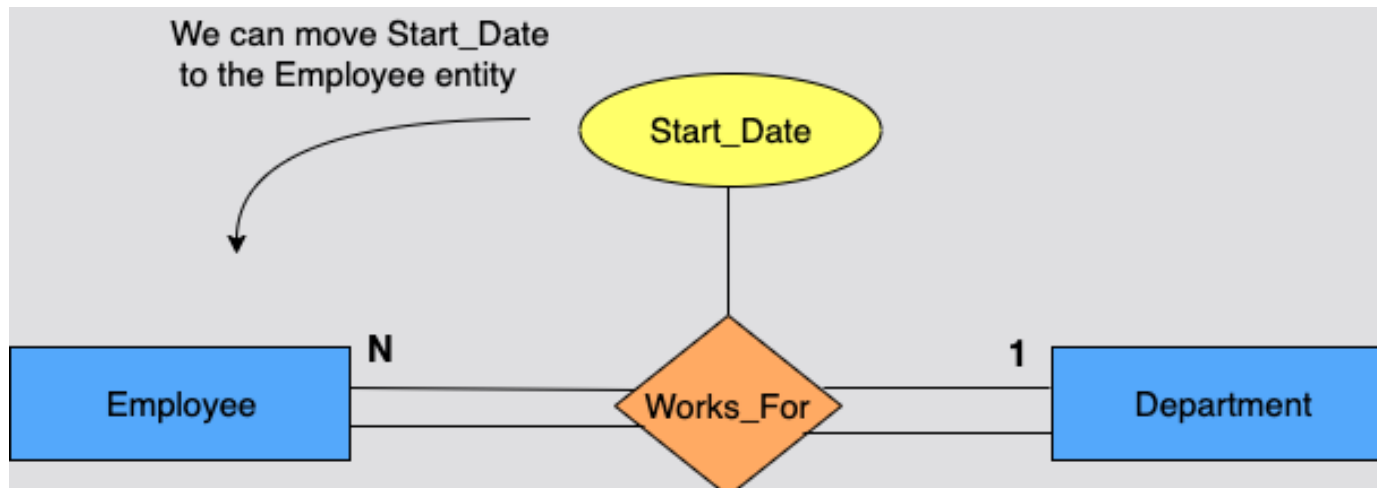 We can move Start_Date
to the Employee entity
Start_Date
N
1
Employee
Works_For
Department